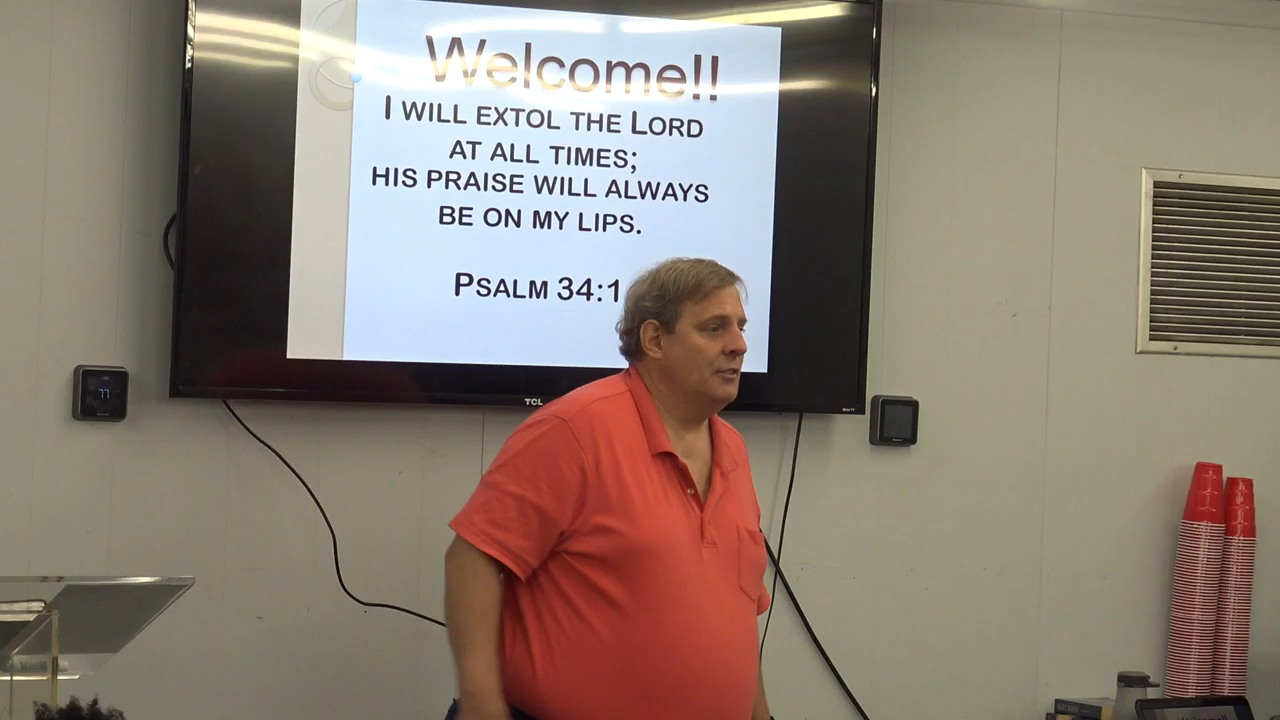 Welcome!!
I WILL EXTOL THE LORD
AT ALL TIMES;
HIS PRAISE WILL ALWAYS
BE ON MY LIPS.
PSALM 34:1
TCL
77